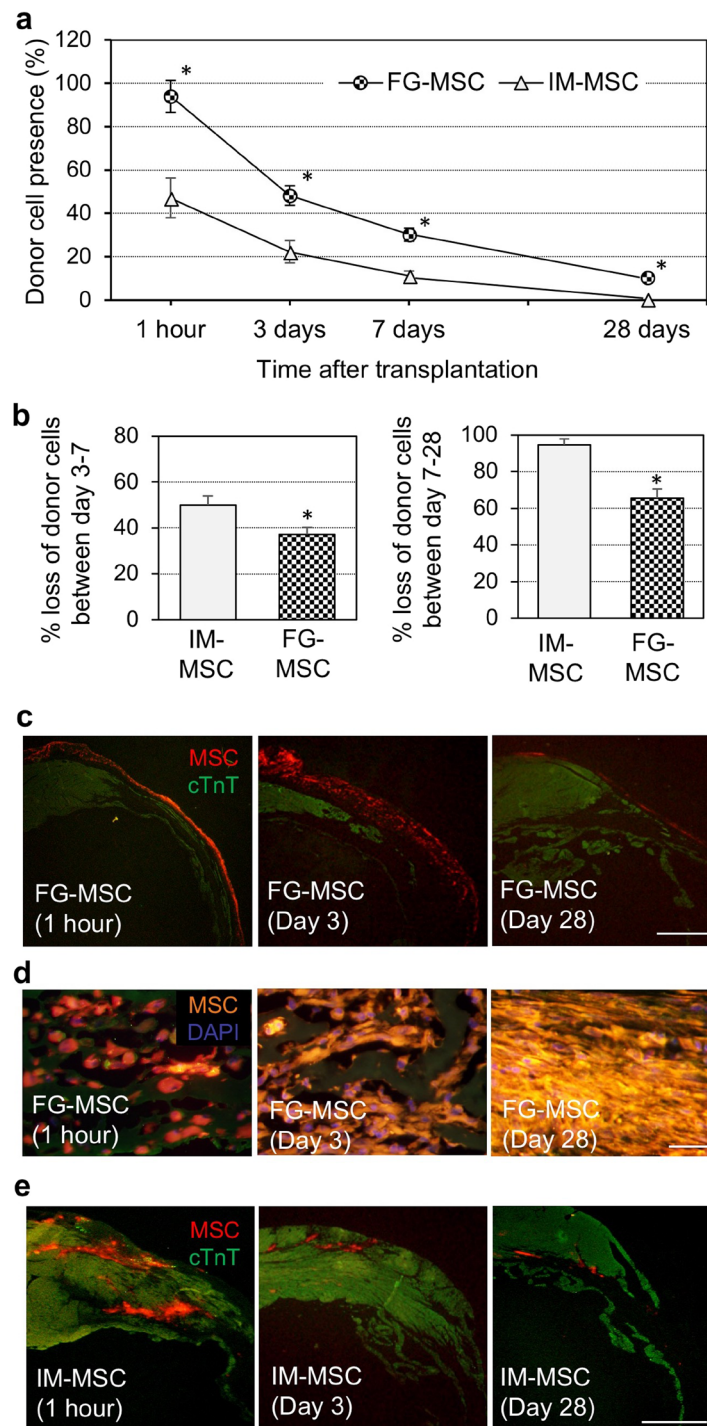 a
Donor cell presence (%)
120
100
80
60
40
20
0
FG-MSC
IM-MSC
*
*
*
*
1 hour
3 days
7 days
28 days
Time after transplantation
b
% loss of donor cells
between day 3-7
80
60
40
20
0
*
IM-
MSC
FG-
MSC
% loss of donor cells
between day 7-28
100
80
60
40
20
0
*
IM-
MSC
FG-
MSC
c
MSC
cTnT
FG-MSC
(1 hour)
FG-MSC
(Day 3)
FG-MSC
(Day 28)
d
MSC
DAPI
FG-MSC
(1 hour)
FG-MSC
(Day 3)
FG-MSC
(Day 28)
e
MSC
cTnT
IM-MSC
(1 hour)
IM-MSC
(Day 3)
IM-MSC
(Day 28)